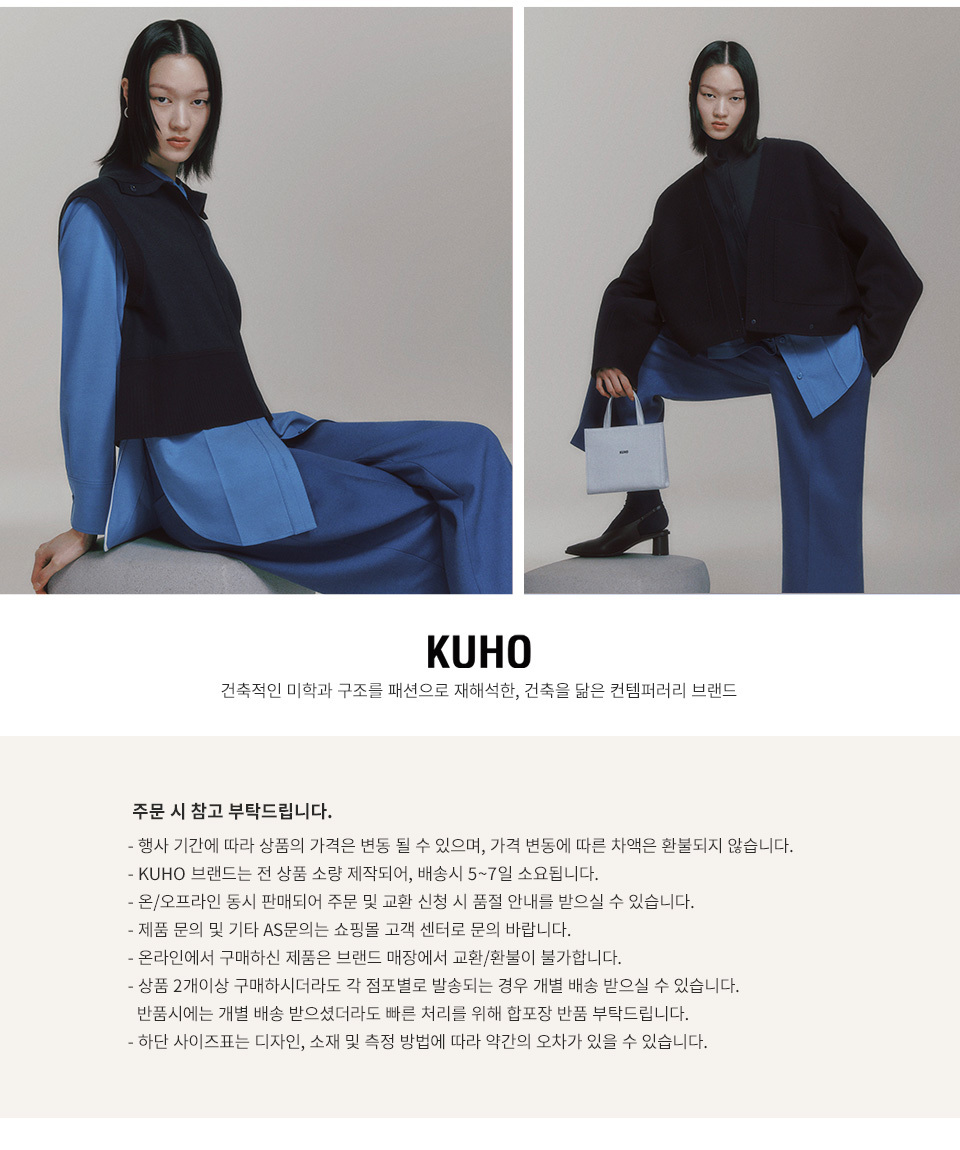 KUHO
KUHO
건축적인 미학과 구조를 패션으로 재해석한, 건축을 닮은 컨템퍼러리 브랜드
주문 시 참고 부탁드립니다.
- 행사 기간에 따라 상품의 가격은 변동 될 수 있으며, 가격 변동에 따른 차액은 환불되지 않습니다.
- KUHO 브랜드는 전 상품 소량 제작되어, 배송시 5~7일 소요됩니다.
- 온/오프라인 동시 판매되어 주문 및 교환 신청 시 품절 안내를 받으실 수 있습니다.
- 제품 문의 및 기타 AS문의는 쇼핑몰 고객 센터로 문의 바랍니다.
- 온라인에서 구매하신 제품은 브랜드 매장에서 교환/환불이 불가합니다.
- 상품 2개이상 구매하시더라도 각 점포별로 발송되는 경우 개별 배송 받으실 수 있습니다.
반품시에는 개별 배송 받으셨더라도 빠른 처리를 위해 합포장 반품 부탁드립니다.
- 하단 사이즈표는 디자인, 소재 및 측정 방법에 따라 약간의 오차가 있을 수 있습니다.